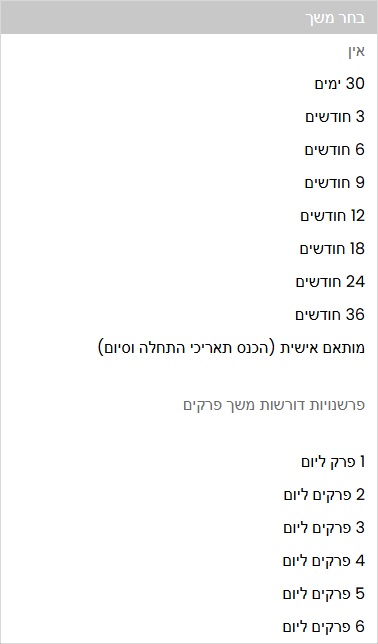 בחר משך
אין
30 ימים
3 חודשים
6 חודשים
9 חודשים
12 חודשים
18 חודשים
24 חודשים
36 חודשים
מותאם אישית (הכנס תאריכי התחלה וסיום)
פרשנויות דורשות משך פרקים
1 פרק ליום
2 פרקים ליום
3 פרקים ליום
4 פרקים ליום
5 פרקים ליום
6 פרקים ליום